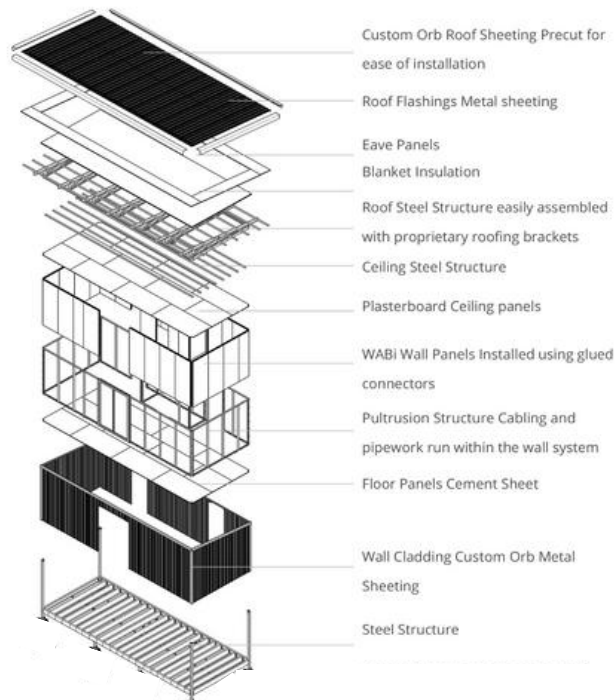 Custom Orb Roof Sheeting Precut for
ease of installation
Roof Flashings Metal sheeting
Eave Panels
Blanket Insulation
Roof Steel Structure easily assembled
with proprietary roofing brackets
Ceiling Steel Structure
Plasterboard Ceiling panels
WABi Wall Panels Installed using glued
connectors
Pultrusion Structure Cabling and
pipework run within the wall system
Floor Panels Cement Sheet
Wall Cladding Custom Orb Metal
Sheeting
Steel Structure